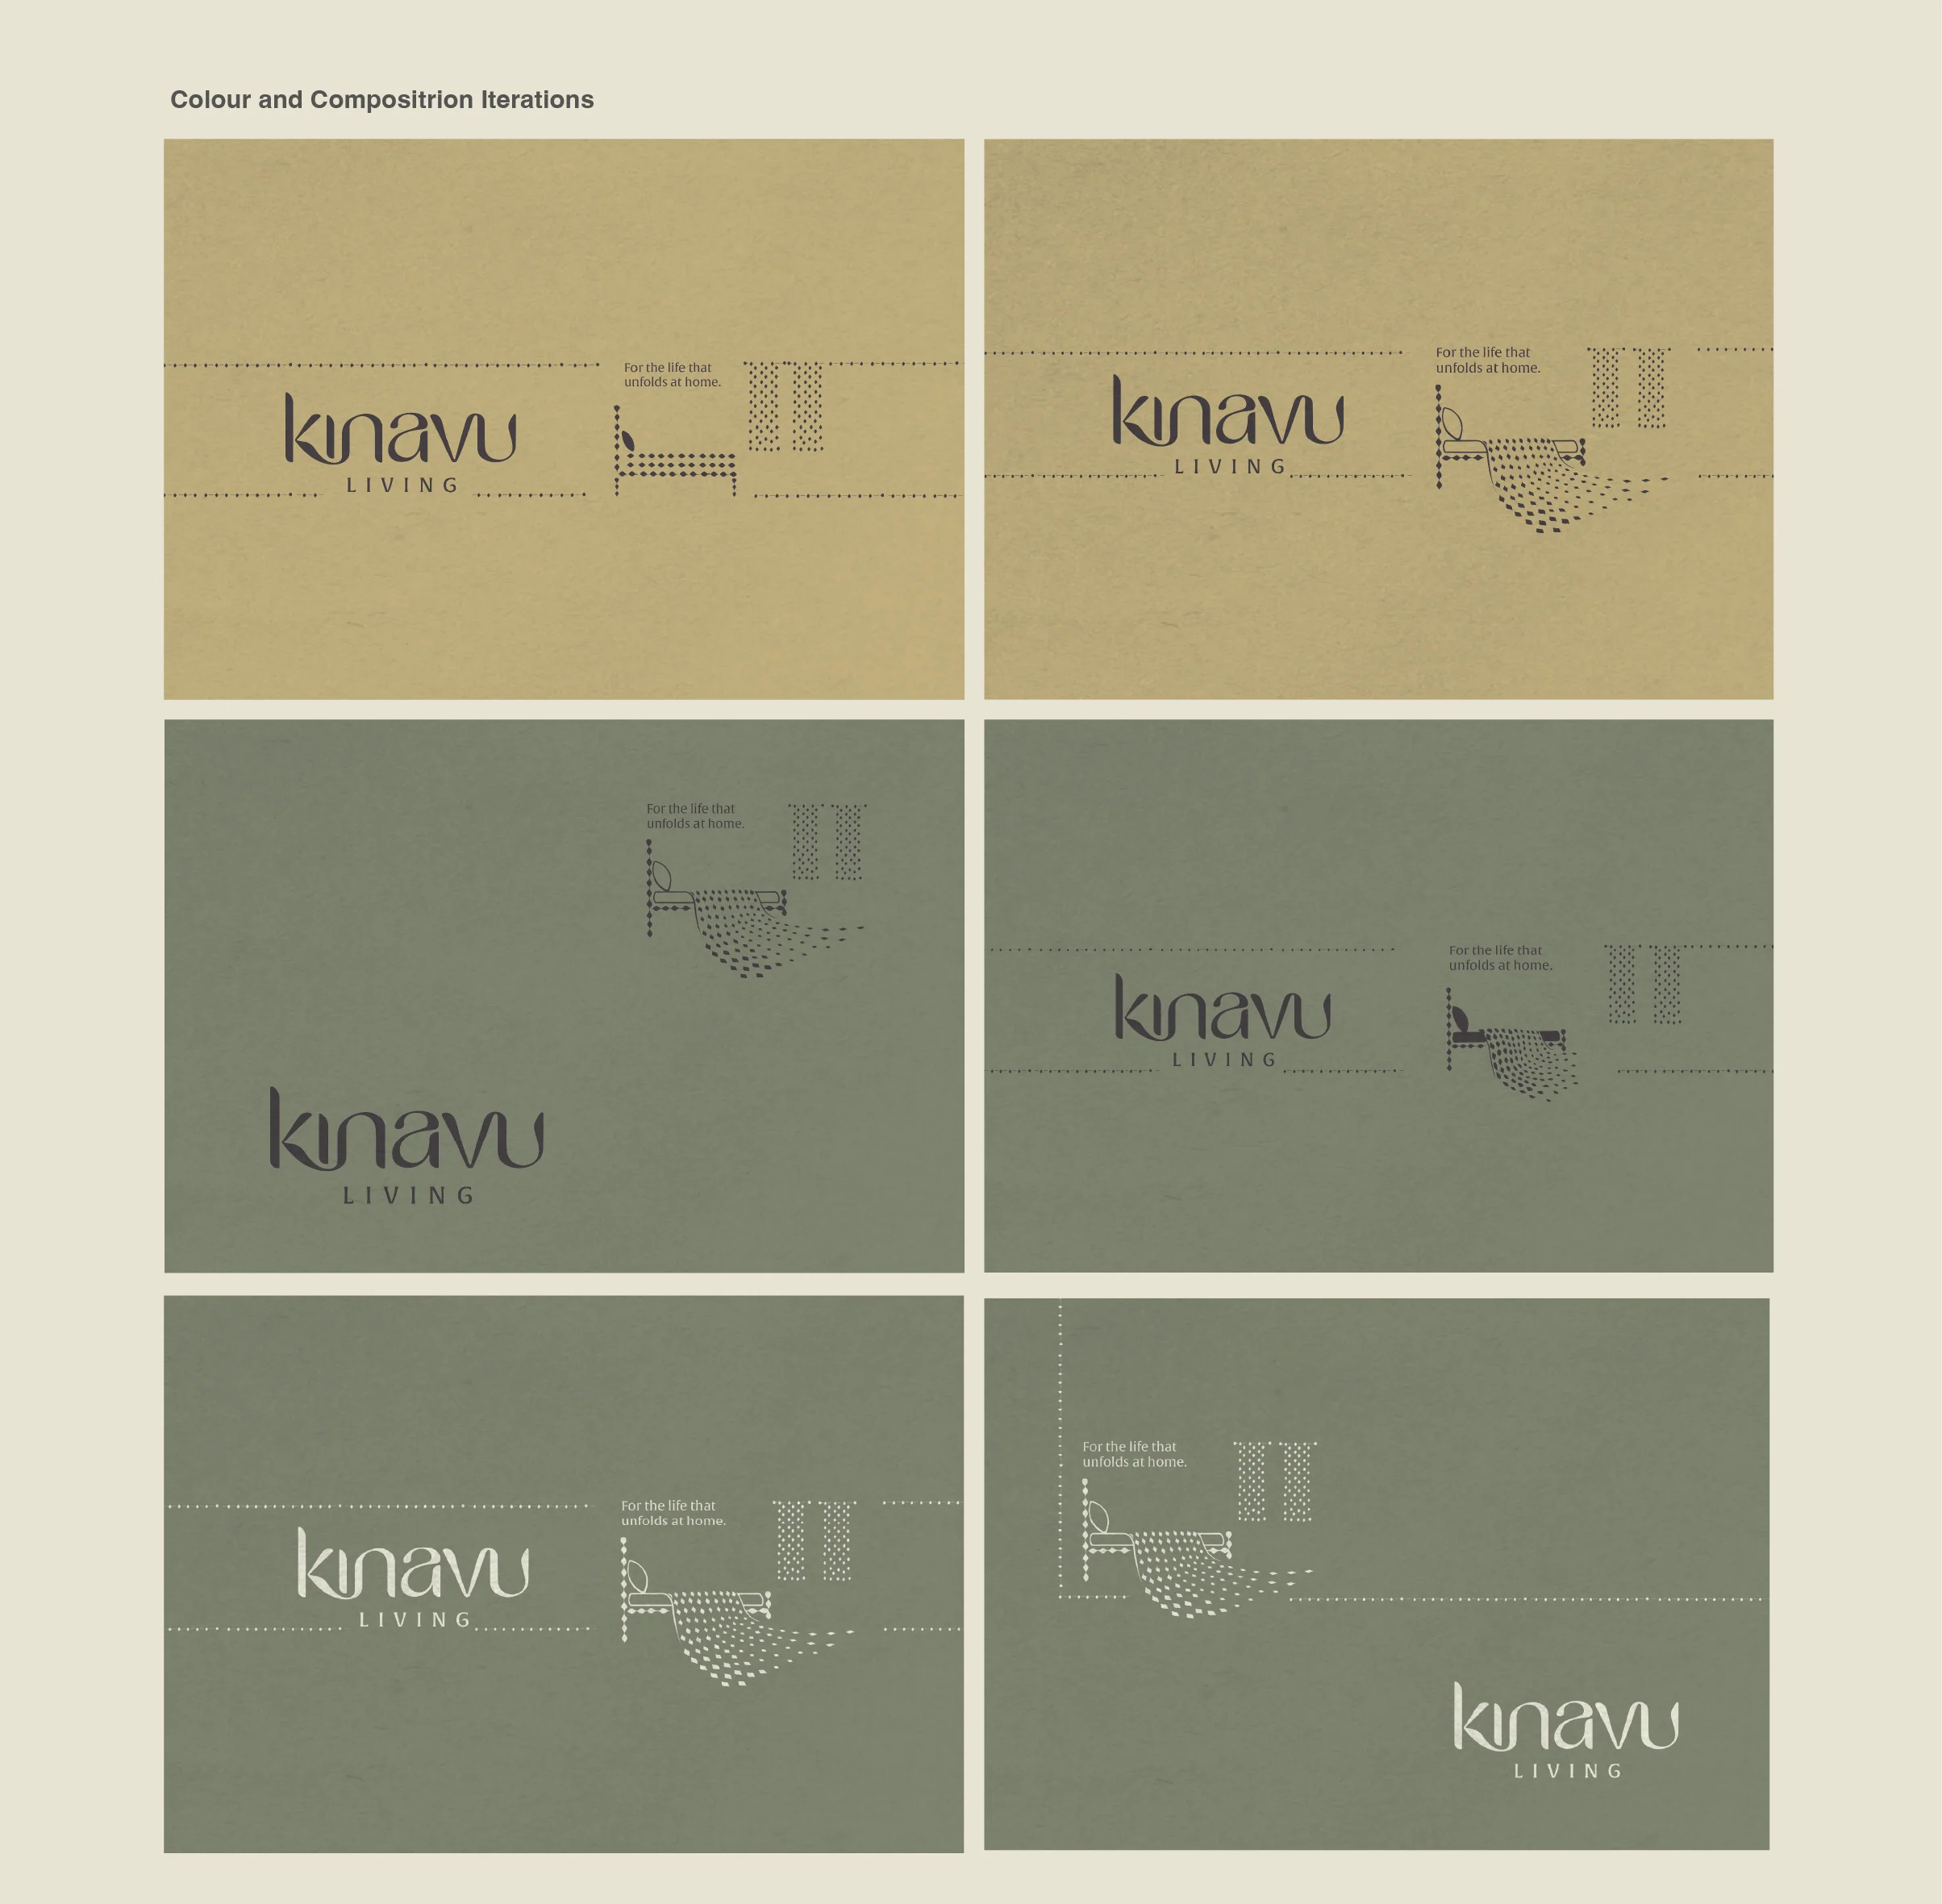 Colour and Compositrion Iterations
For the life that
unfolds at home.
kinavu
LIVING
For the life that
unfolds at home.
kinavu
LIVING
For the life that
unfolds at home.
kinavu
LIVING
For the life that
unfolds at home.
kinavu
LIVING
For the life that
unfolds at home.
kinavu
LIVING
For the life that
unfolds at home.
kinavu
LIVING